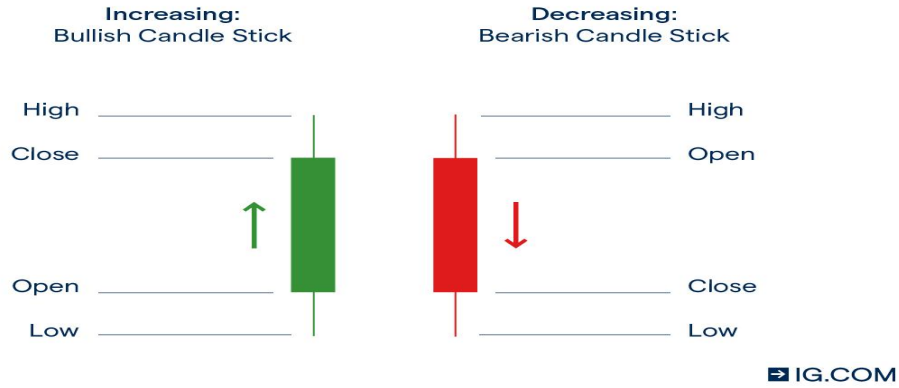 Increasing:
Bullish Candle Stick
Decreasing:
Bearish Candle Stick
High
Close
Open
Low
High
Open
Close
Low
IG.COM